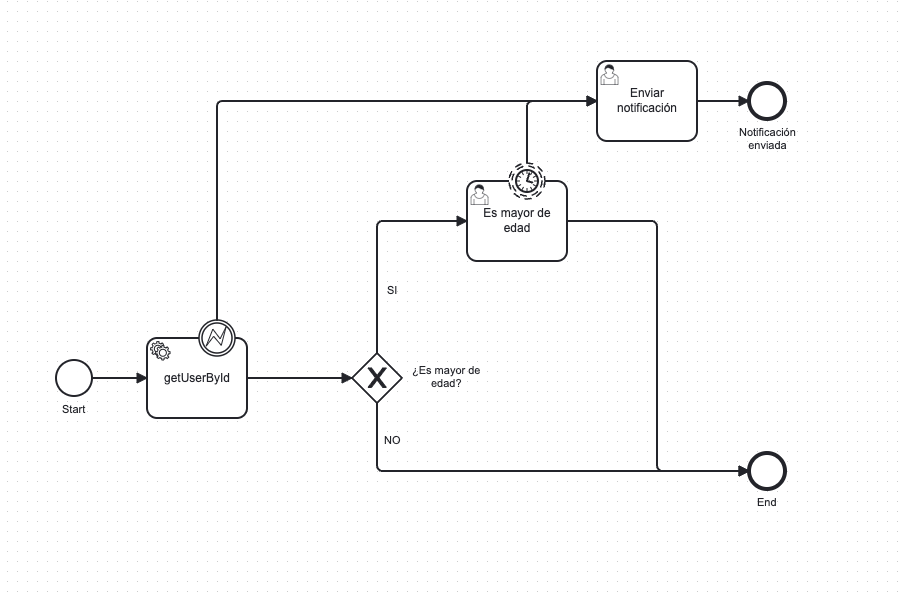 Enviar
notificación
Notificación
enviada
Es mayor de
edad
SI
getUserById
Start
¿Es mayor de
edad?
NO
End